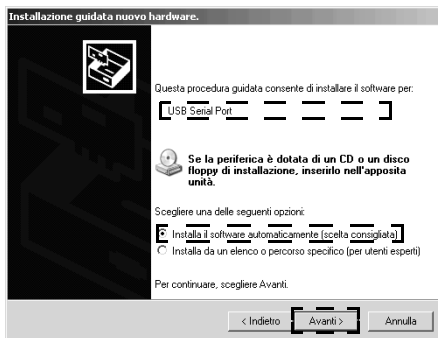 Installazione guidata nuovo hardware.
Questa procedura guidata consente di installare il software per:
USB Serial Port
Se la periferica è dotata di un CD o un disco
floppy di installazione, inserirlo nell'apposita
unità.
Scegliere una delle seguenti opzioni:
Installa il software automaticamente (scelta consigliata)
Installa da un elenco o percorso specifico (per utenti esperti)
Per continuare, scegliere Avanti.
< Indietro Avanti > Annulla